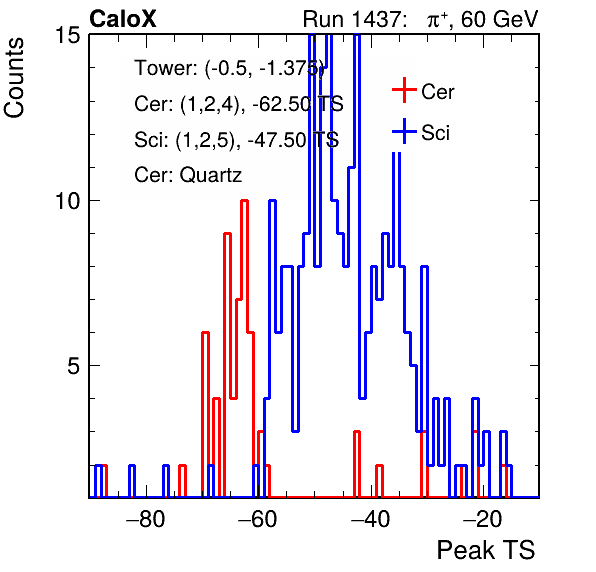 CaloX Run 1437: π+, 60 GeV
Counts
15
10
5
Tower: (-0.5, -1.375)
Cer: (1,2,4), -62.50 TS
Sci: (1,2,5), -47.50 TS
Cer: Quartz
Cer
Sci
−80 −60 −40 −20
Peak TS